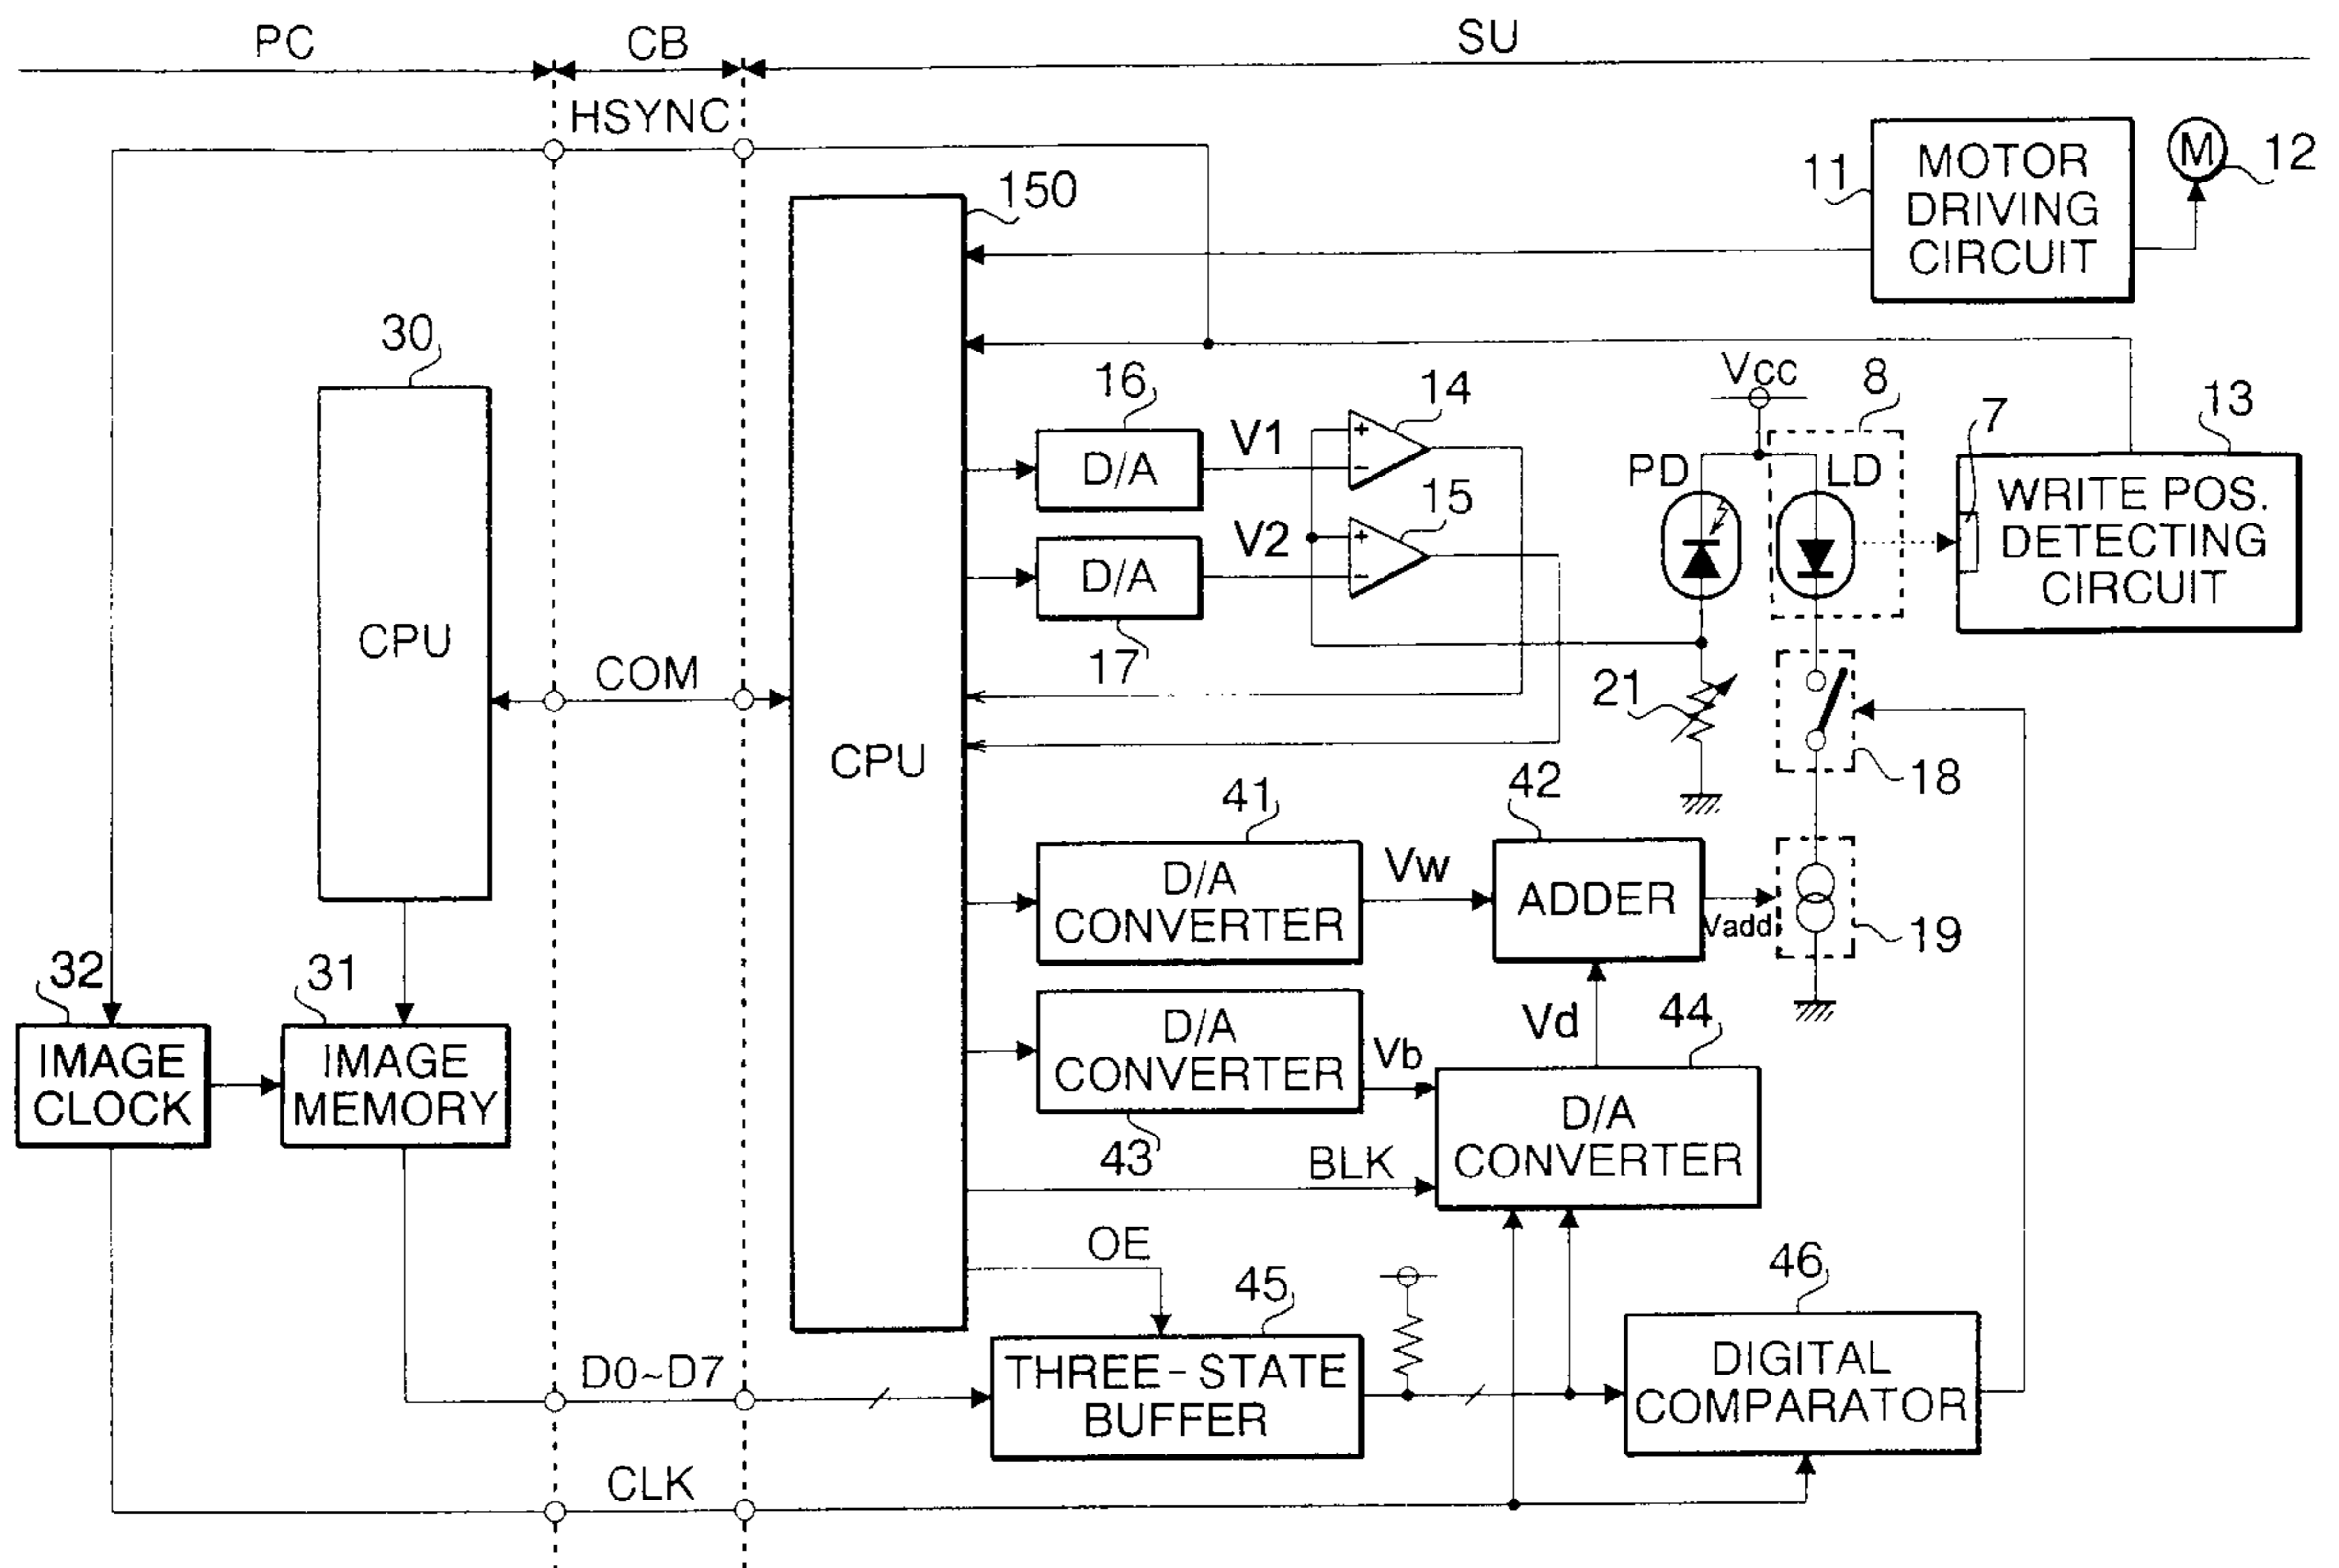 PC
CB
SU
HSYNC
150
11
MOTOR
DRIVING
CIRCUIT
M
12
30
CPU
COM
CPU
16
D/A
V1
14
17
D/A
V2
15
+
-
+
-
Vcc
8
7
13
PD
LD
WRITE POS.
DETECTING
CIRCUIT
21
18
41
D/A
CONVERTER
Vw
42
ADDER
Vadd
19
32
IMAGE
CLOCK
31
IMAGE
MEMORY
D/A
CONVERTER
43
Vb
Vd
44
D/A
CONVERTER
BLK
OE
45
THREE-STATE
BUFFER
46
DIGITAL
COMPARATOR
D0~D7
CLK